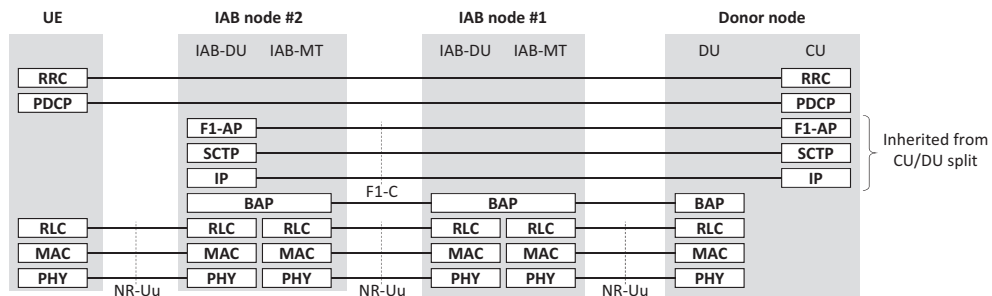 UE IAB node #2 IAB node #1 Donor node
IAB-DU IAB-MT IAB-DU IAB-MT DU CU
RRC RRC
PDCP PDCP
F1-AP F1-AP
SCTP SCTP
IP IP
Inherited from
CU/DU split
F1-C
BAP BAP BAP
RLC RLC RLC RLC RLC RLC
MAC MAC MAC MAC MAC MAC
PHY PHY PHY PHY PHY PHY
NR-Uu NR-Uu NR-Uu